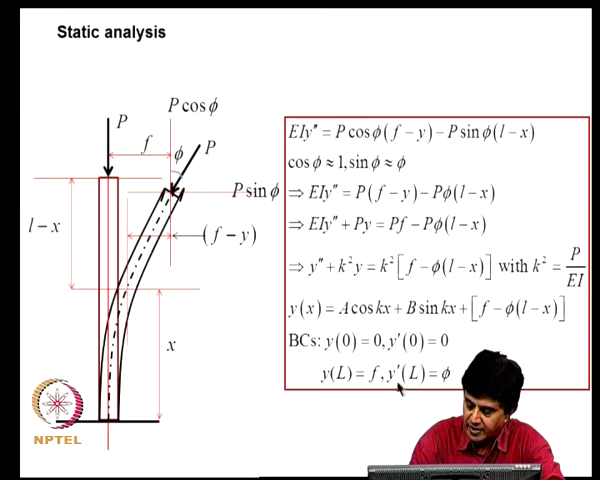 Static analysis
P cos ϕ
P
f
ϕ
P
P sin ϕ
l − x
(f − y)
x
EIy″ = P cos ϕ(f − y) − P sin ϕ(l − x)
cos ϕ ≈ 1, sin ϕ ≈ ϕ
⇒ EIy″ = P(f − y) − Pϕ(l − x)
⇒ EIy″ + Py = Pf − Pϕ(l − x)
⇒ y″ + k²y = k²[f − ϕ(l − x)] with k² = P/EI
y(x) = A cos kx + B sin kx + [f − ϕ(l − x)]
BCs: y(0) = 0, y′(0) = 0
y(L) = f, y′(L) = ϕ
NPTEL